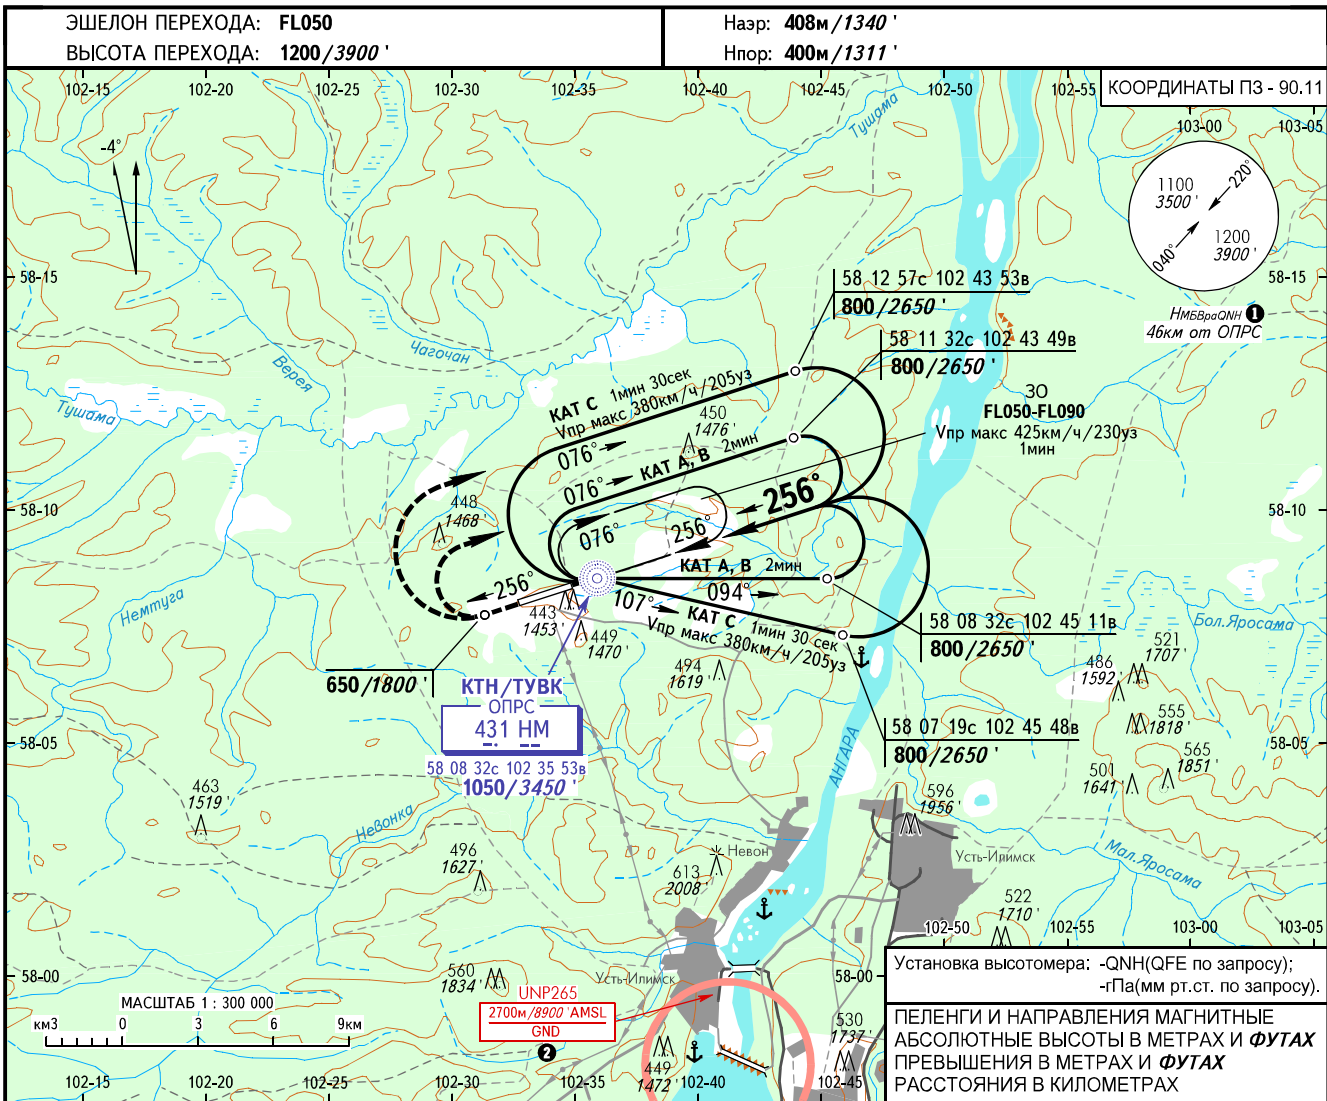 ЭШЕЛОН ПЕРЕХОДА: FL050
ВЫСОТА ПЕРЕХОДА: 1200/3900 '
Наэр: 408м/1340 '
Нпор: 400м/1311 '
КООРДИНАТЫ ПЗ - 90.11
102-15
102-20
102-25
102-30
102-35
102-40
102-45
102-50
102-55
103-00
103-05
-4°
Тушама
1100
3500 '
220°
1200
3900 '
040°
58-15
58-15
НМБВраQNH 1
46км от ОПРС
58 12 57с 102 43 53в
800/2650 '
58 11 32с 102 43 49в
800/2650 '
Чагочан
Верея
Тушама
ЗО
FL050-FL090
Vпр макс 425км/ч/230уз
1мин
КАТ C 1мин 30сек
Vпр макс 380км/ч/205уз
450
1476 '
076°
КАТ A, B 2мин
076°
256°
076°
256°
448
1468 '
58-10
58-10
КАТ A, B 2мин
094°
256°
107°
КАТ C 1мин 30 сек
Vпр макс 380км/ч/205уз
443
1453 '
449
1470 '
Немтуга
58 08 32с 102 45 11в
800/2650 '
Бол.Яросама
521
1707 '
486
1592 '
494
1619 '
650/1800 '
КТН/ТУВК
ОПРС
431 НМ
58 08 32с 102 35 53в
1050/3450 '
555
1818 '
58 07 19с 102 45 48в
800/2650 '
58-05
58-05
565
1851 '
501
1641 '
АНГАРА
463
1519 '
596
1956 '
Невонка
496
1627 '
Невон
613
2008 '
Усть-Илимск
Мал.Яросама
522
1710 '
102-50
102-55
103-00
103-05
58-00
560
1834 '
Усть-Илимск
58-00
UNP265
2700м/8900 'AMSL
GND
2
МАСШТАБ 1 : 300 000
км3 0 3 6 9км
530
1737 '
449
1472 '
102-15
102-20
102-25
102-30
102-35
102-40
102-45
Установка высотомера: -QNH(QFE по запросу);
-гПа(мм рт.ст. по запросу).
ПЕЛЕНГИ И НАПРАВЛЕНИЯ МАГНИТНЫЕ
АБСОЛЮТНЫЕ ВЫСОТЫ В МЕТРАХ И ФУТАХ
ПРЕВЫШЕНИЯ В МЕТРАХ И ФУТАХ
РАССТОЯНИЯ В КИЛОМЕТРАХ